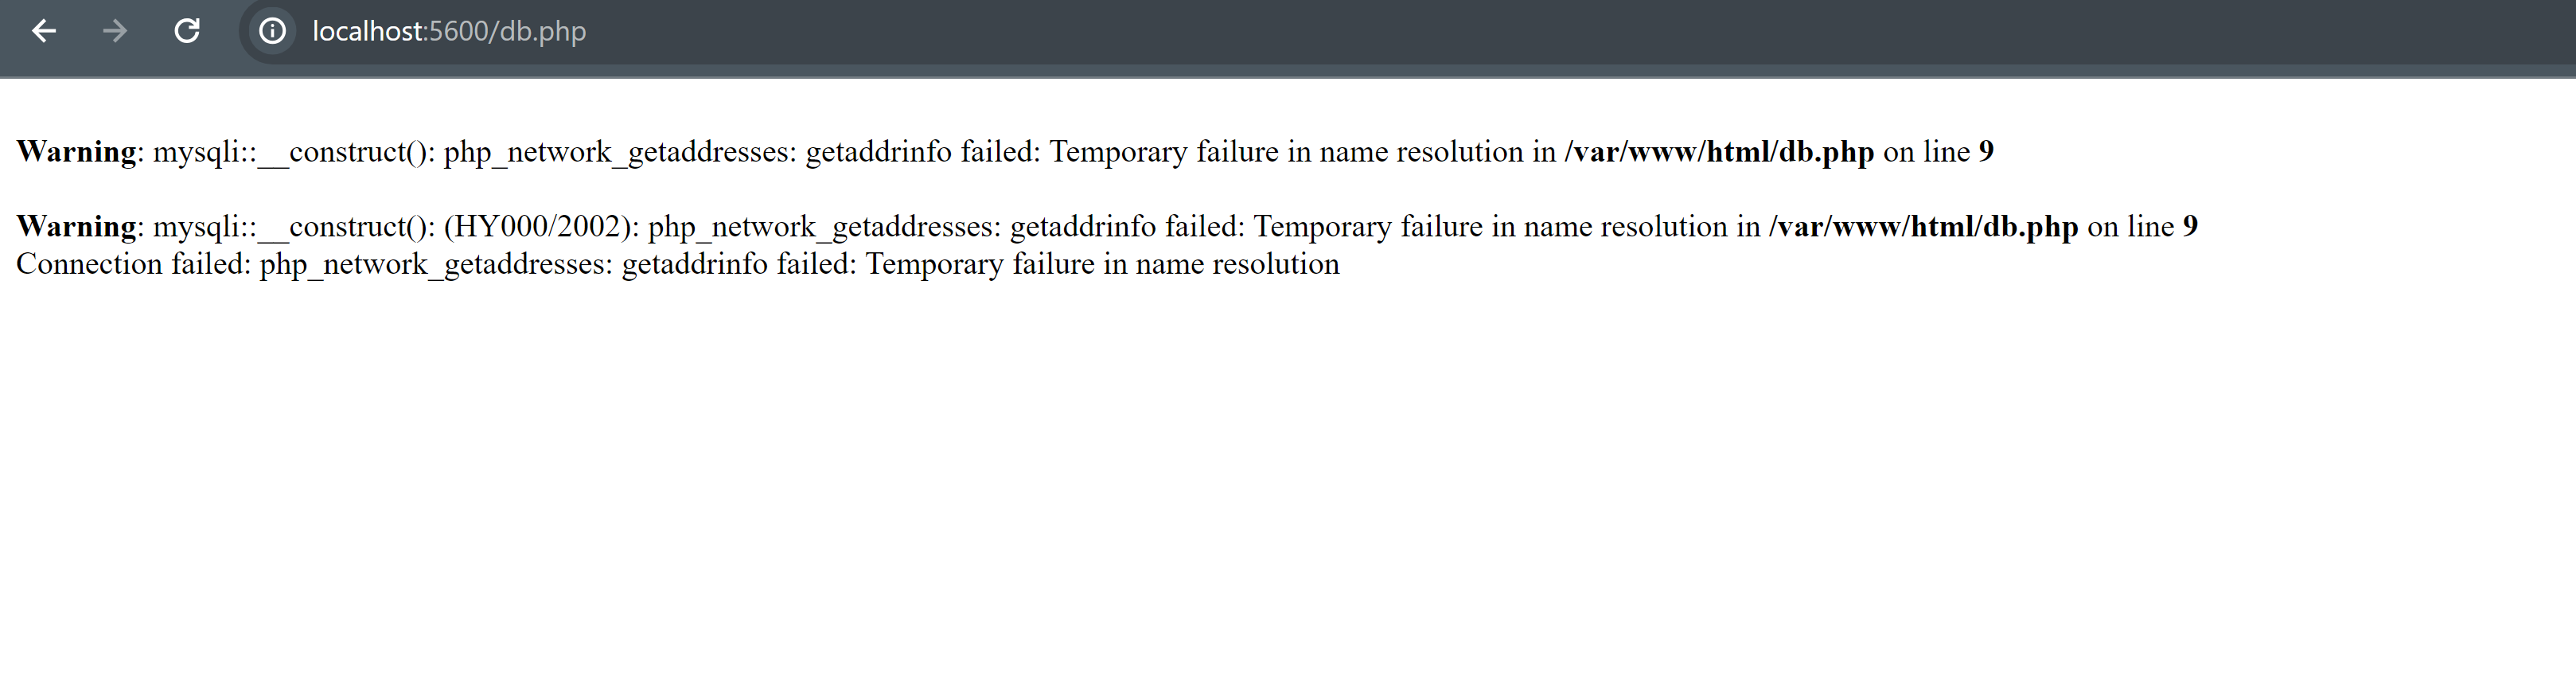 localhost:5600/db.php
Warning: mysqli::__construct(): php_network_getaddresses: getaddrinfo failed: Temporary failure in name resolution in /var/www/html/db.php on line 9
Warning: mysqli::__construct(): (HY000/2002): php_network_getaddresses: getaddrinfo failed: Temporary failure in name resolution in /var/www/html/db.php on line 9
Connection failed: php_network_getaddresses: getaddrinfo failed: Temporary failure in name resolution